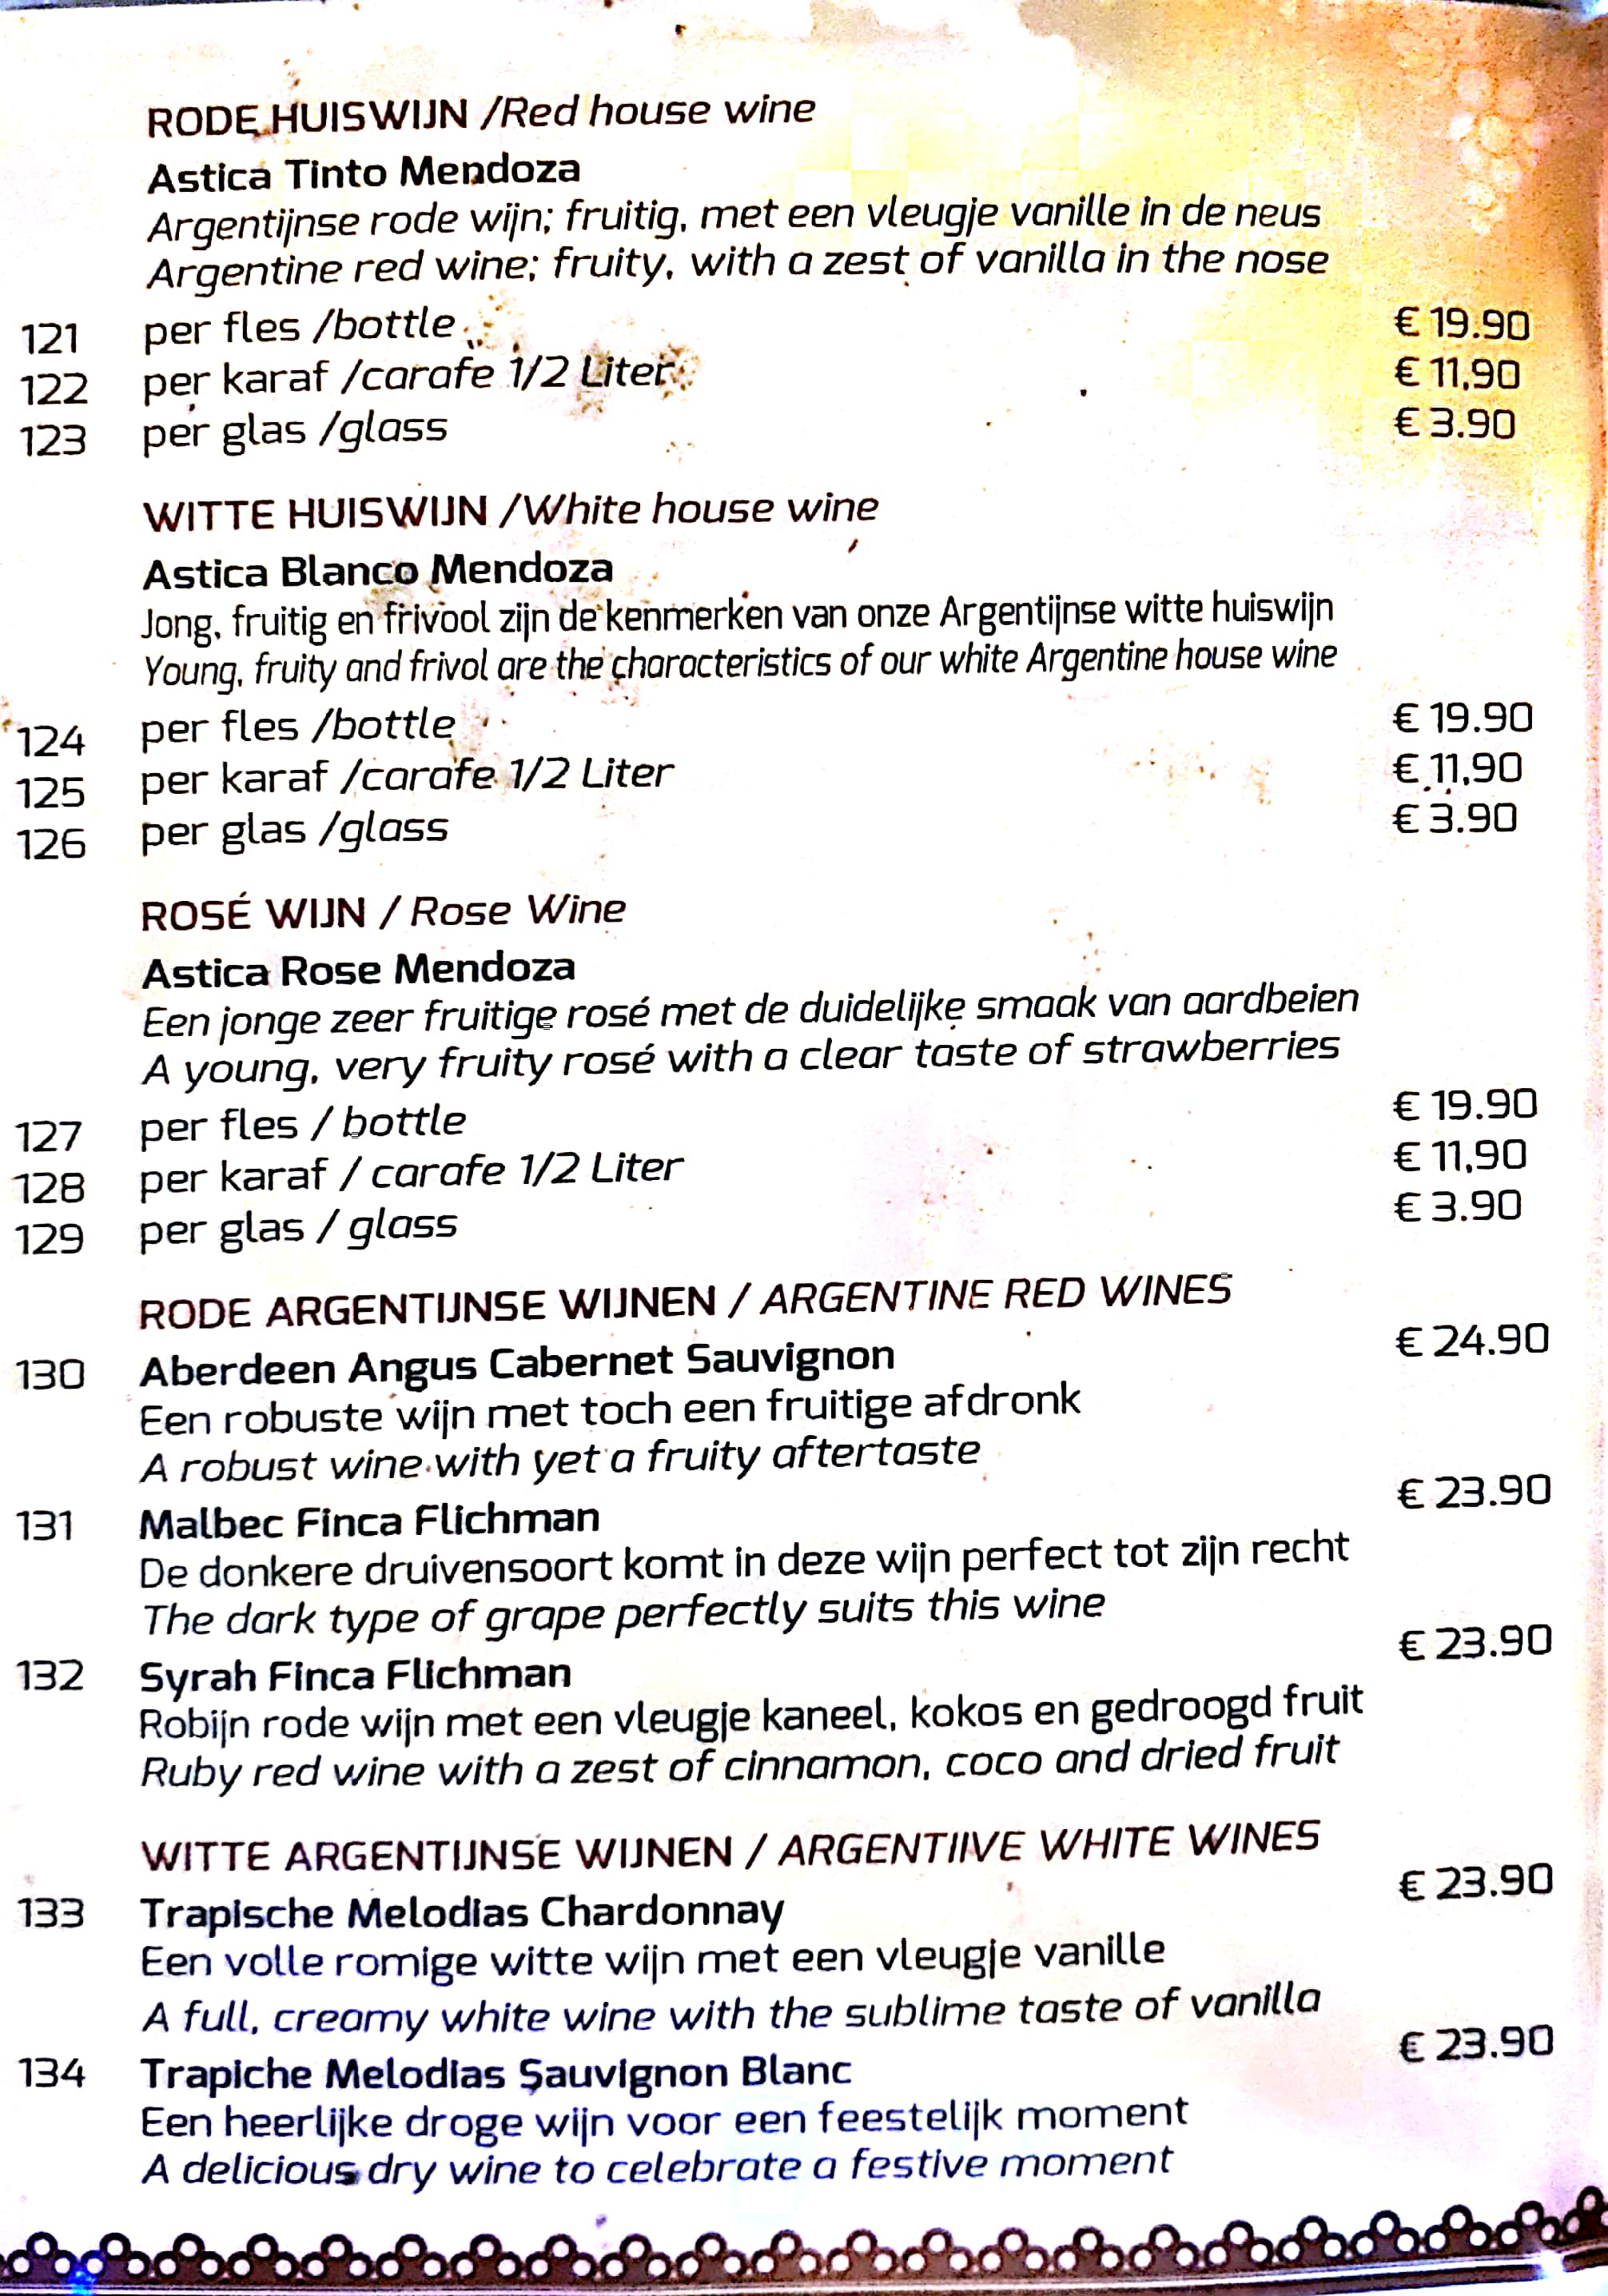 RODE HUISWIJN /Red house wine
Astica Tinto Mendoza
Argentijnse rode wijn; fruitig, met een vleugje vanille in de neus
Argentine red wine; fruity, with a zest of vanilla in the nose
121 per fles /bottle € 19.90
122 per karaf /carafe 1/2 Liter € 11,90
123 per glas /glass € 3.90
WITTE HUISWIJN /White house wine
Astica Blanco Mendoza
Jong, fruitig en frivool zijn de kenmerken van onze Argentijnse witte huiswijn
Young, fruity and frivol are the characteristics of our white Argentine house wine
124 per fles /bottle € 19.90
125 per karaf /carafe 1/2 Liter € 11,90
126 per glas /glass € 3.90
ROSÉ WIJN / Rose Wine
Astica Rose Mendoza
Een jonge zeer fruitige rosé met de duidelijke smaak van aardbeien
A young, very fruity rosé with a clear taste of strawberries
127 per fles / bottle € 19.90
128 per karaf / carafe 1/2 Liter € 11,90
129 per glas / glass € 3.90
RODE ARGENTIJNSE WIJNEN / ARGENTINE RED WINES
130 Aberdeen Angus Cabernet Sauvignon € 24.90
Een robuste wijn met toch een fruitige afdronk
A robust wine with yet a fruity aftertaste
131 Malbec Finca Flichman € 23.90
De donkere druivensoort komt in deze wijn perfect tot zijn recht
The dark type of grape perfectly suits this wine
132 Syrah Finca Flichman € 23.90
Robijn rode wijn met een vleugje kaneel, kokos en gedroogd fruit
Ruby red wine with a zest of cinnamon, coco and dried fruit
WITTE ARGENTIJNSE WIJNEN / ARGENTIIVE WHITE WINES
133 Trapische Melodias Chardonnay € 23.90
Een volle romige witte wijn met een vleugje vanille
A full, creamy white wine with the sublime taste of vanilla
134 Trapiche Melodias Sauvignon Blanc € 23.90
Een heerlijke droge wijn voor een feestelijk moment
A delicious dry wine to celebrate a festive moment